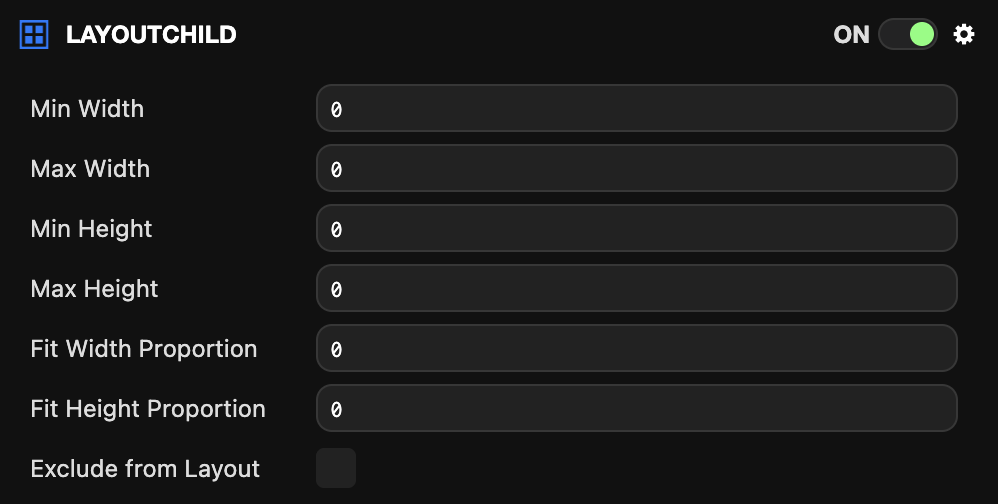 LAYOUTCHILD ON
Min Width 0
Max Width 0
Min Height 0
Max Height 0
Fit Width Proportion 0
Fit Height Proportion 0
Exclude from Layout